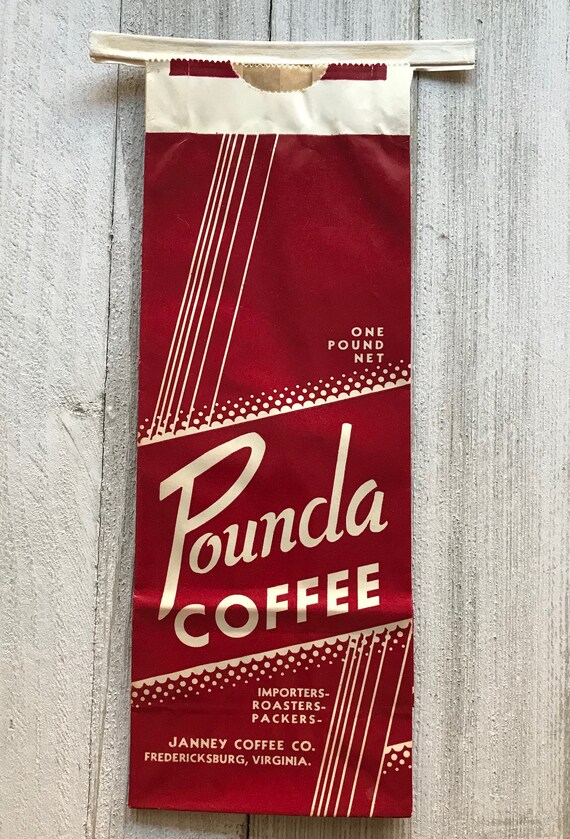 ONE
POUND
NET
Pounda
COFFEE
IMPORTERS-
ROASTERS-
PACKERS-
JANNEY COFFEE CO.
FREDERICKSBURG, VIRGINIA.